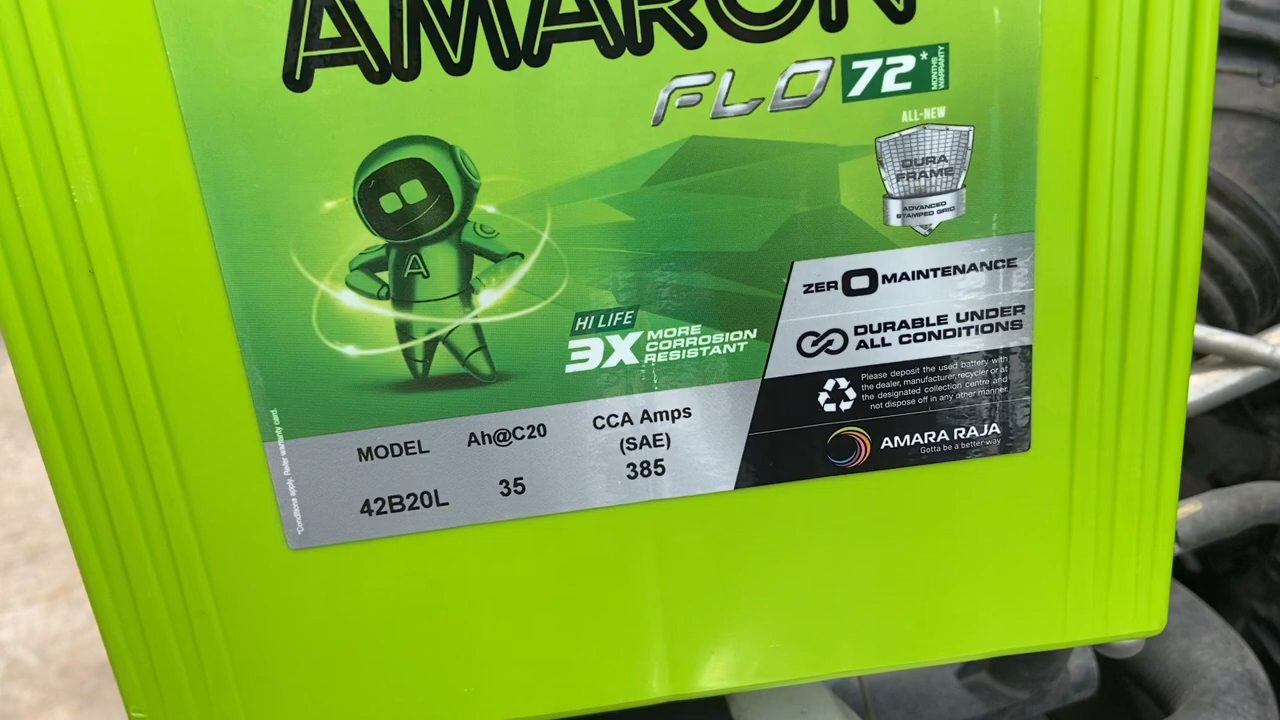 AMARON
FLO 72* MONTHS WARRANTY
ALL-NEW
DURA
FRAME
ADVANCED
STAMPED GRID
A
ZERO MAINTENANCE
DURABLE UNDER
ALL CONDITIONS
HI LIFE
3X MORE
CORROSION
RESISTANT
Please deposit the used battery with
the dealer, manufacturer, recycler or at
the designated collection centre and
not dispose off in any other manner.
AMARA RAJA
Gotta be a better way
MODEL Ah@C20 CCA Amps
(SAE)
42B20L 35 385
*Conditions apply. Refer warranty card.